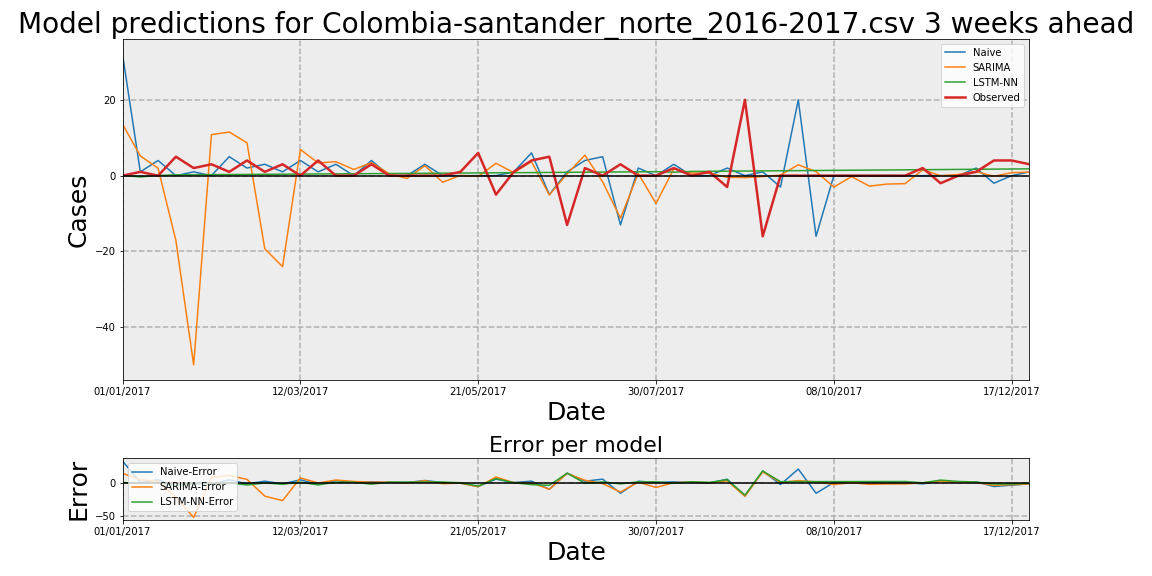 Model predictions for Colombia-santander_norte_2016-2017.csv 3 weeks ahead
Naive
SARIMA
LSTM-NN
Observed
20
0
−20
−40
Cases
01/01/2017 12/03/2017 21/05/2017 30/07/2017 08/10/2017 17/12/2017
Date
Error per model
Naive-Error
SARIMA-Error
LSTM-NN-Error
0
−50
Error
01/01/2017 12/03/2017 21/05/2017 30/07/2017 08/10/2017 17/12/2017
Date